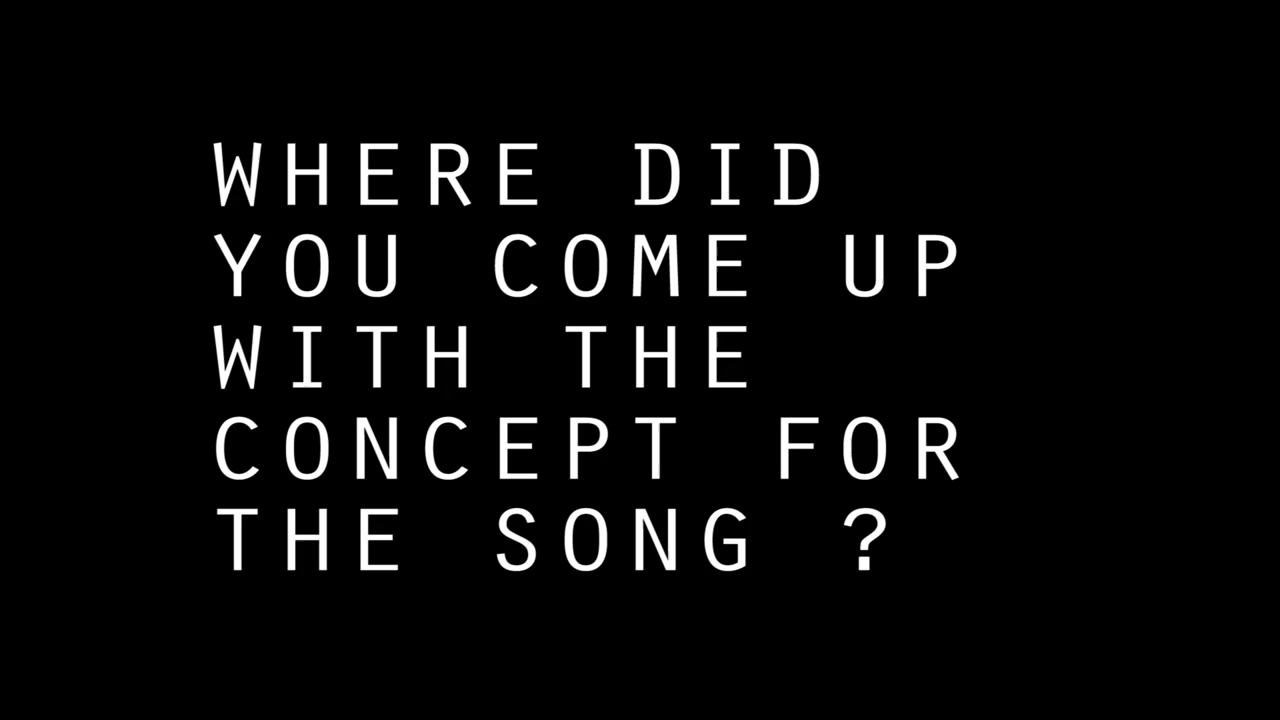 WHERE DID
YOU COME UP
WITH THE
CONCEPT FOR
THE SONG ?